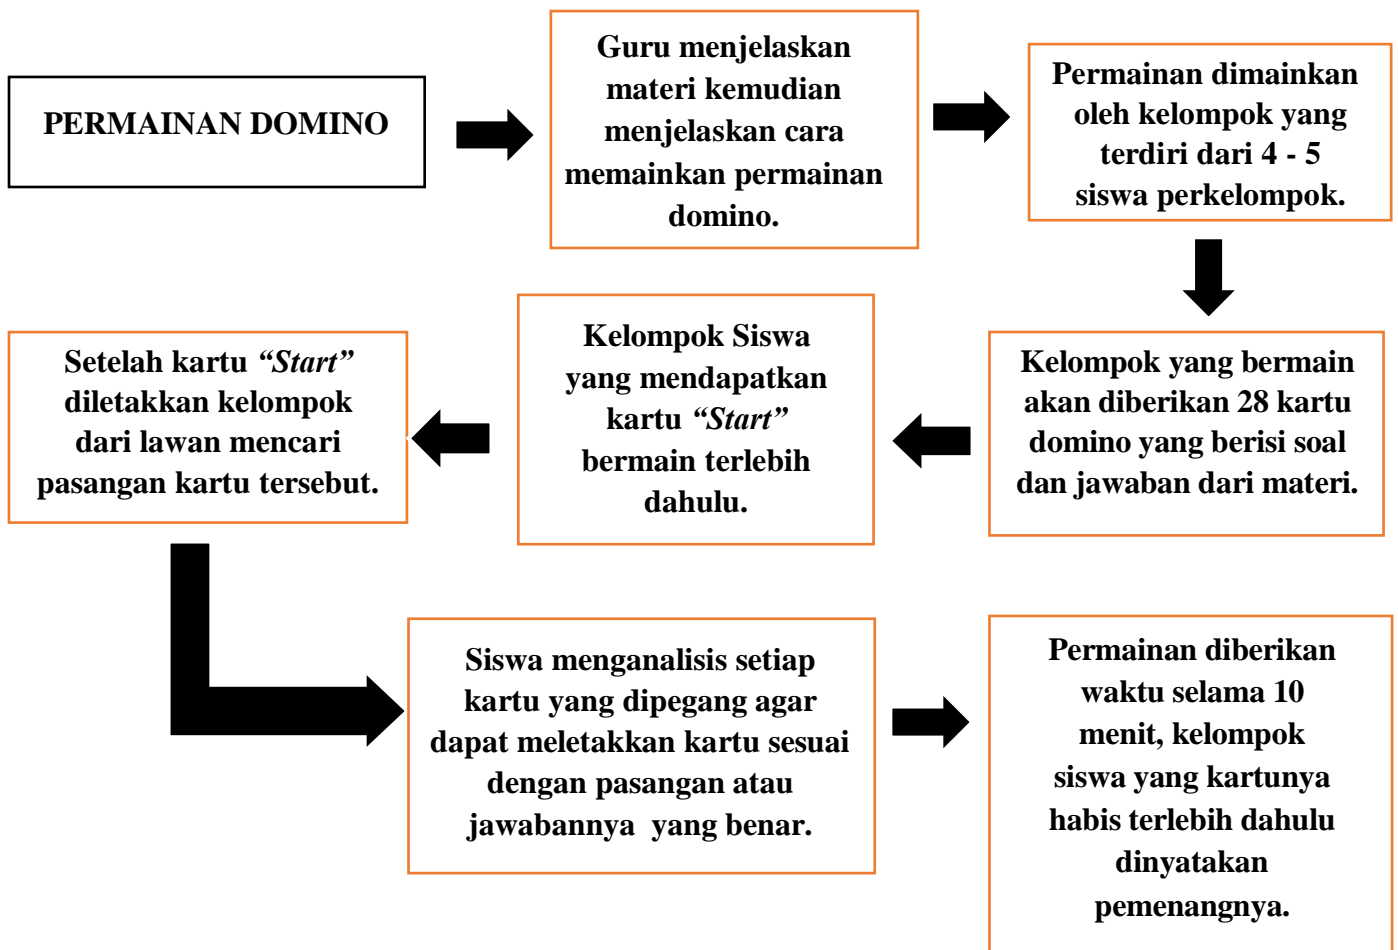 PERMAINAN DOMINO
Guru menjelaskan
materi kemudian
menjelaskan cara
memainkan permainan
domino.
Permainan dimainkan
oleh kelompok yang
terdiri dari 4 - 5
siswa perkelompok.
Kelompok yang bermain
akan diberikan 28 kartu
domino yang berisi soal
dan jawaban dari materi.
Kelompok Siswa
yang mendapatkan
kartu “Start”
bermain terlebih
dahulu.
Setelah kartu “Start”
diletakkan kelompok
dari lawan mencari
pasangan kartu tersebut.
Siswa menganalisis setiap
kartu yang dipegang agar
dapat meletakkan kartu sesuai
dengan pasangan atau
jawabannya  yang benar.
Permainan diberikan
waktu selama 10
menit, kelompok
siswa yang kartunya
habis terlebih dahulu
dinyatakan
pemenangnya.